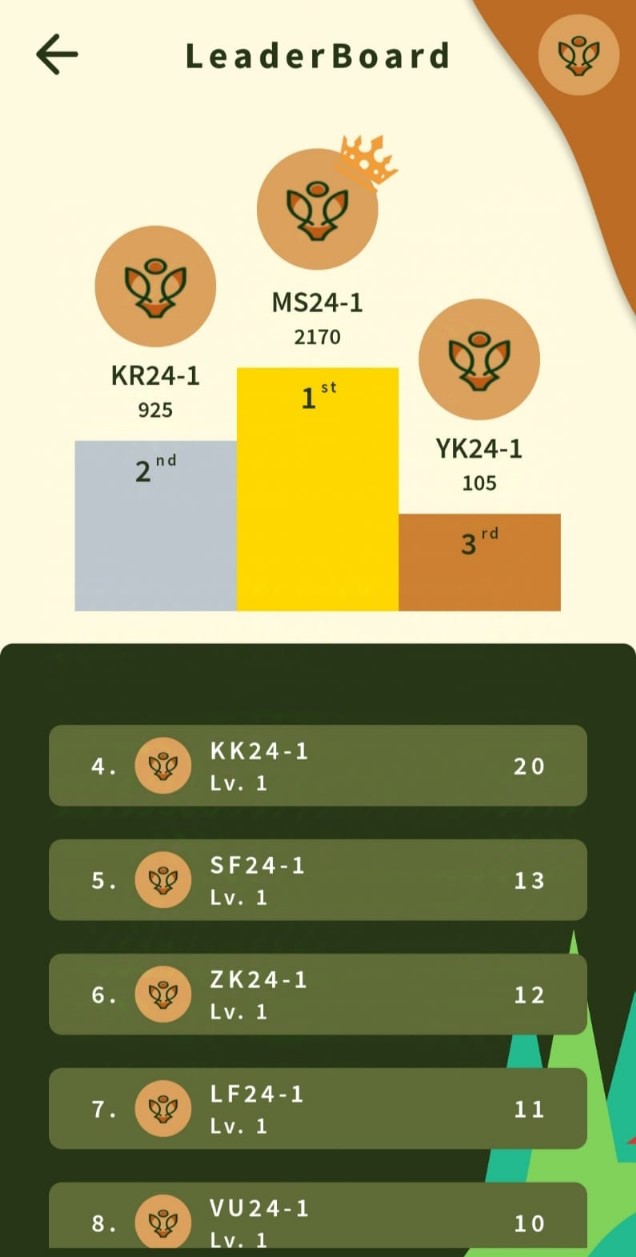 LeaderBoard
MS24-1
2170
KR24-1
925
YK24-1
105
1st
2nd
3rd
4. KK24-1 20
Lv. 1
5. SF24-1 13
Lv. 1
6. ZK24-1 12
Lv. 1
7. LF24-1 11
Lv. 1
8. VU24-1 10
Lv. 1